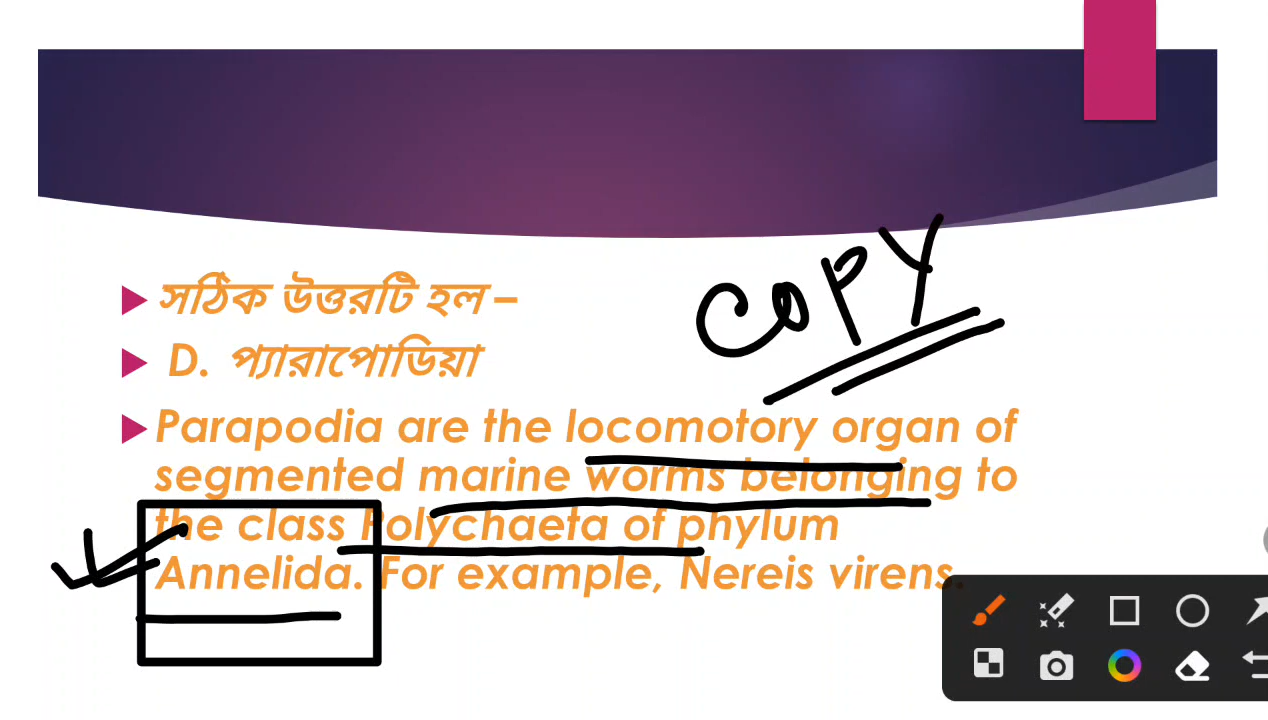 COPY
সঠিক উত্তরটি হল –
D. প্যারাপোডিয়া
Parapodia are the locomotory organ of
segmented marine worms belonging to
the class Polychaeta of phylum
Annelida. For example, Nereis virens.